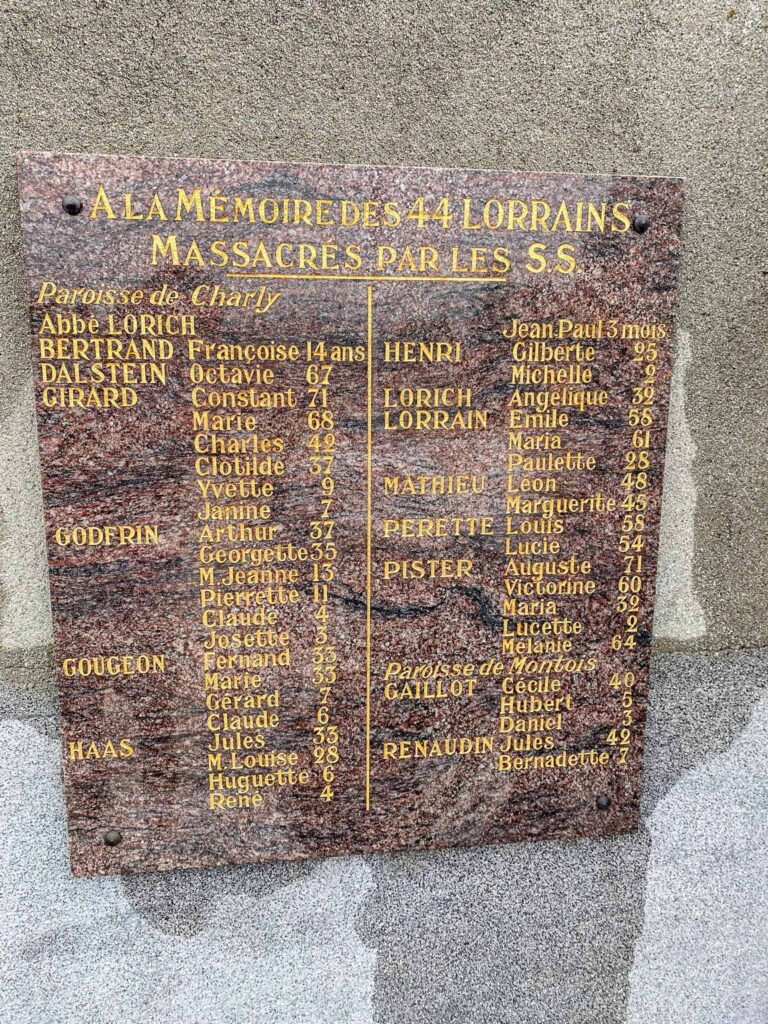 A LA MÉMOIRE DES 44 LORRAINS
MASSACRÉS PAR LES S.S.
Paroisse de Charly
Abbé LORICH
BERTRAND Françoise 14 ans
DALSTEIN Octavie 67
GIRARD Constant 71
Marie 68
Charles 42
Clotilde 37
Yvette 9
Janine 7
GODFRIN Arthur 37
Georgette 35
M. Jeanne 13
Pierrette 11
Claude 4
Josette 3
GOUGEON Fernand 33
Marie 33
Gérard 7
Claude 6
HAAS Jules 33
M Louise 28
Huguette 6
René 4
Jean Paul 3 mois
HENRI Gilberte 25
Michelle 2
LORICH Angélique 32
LORRAIN Emile 58
Maria 61
Paulette 28
MATHIEU Léon 48
Marguerite 45
PERETTE Louis 58
Lucie 54
PISTER Auguste 71
Victorine 60
Maria 32
Lucette 2
Mélanie 64
Paroisse de Montois
GAILLOT Cécile 40
Hubert 5
Daniel 3
RENAUDIN Jules 42
Bernadette 7